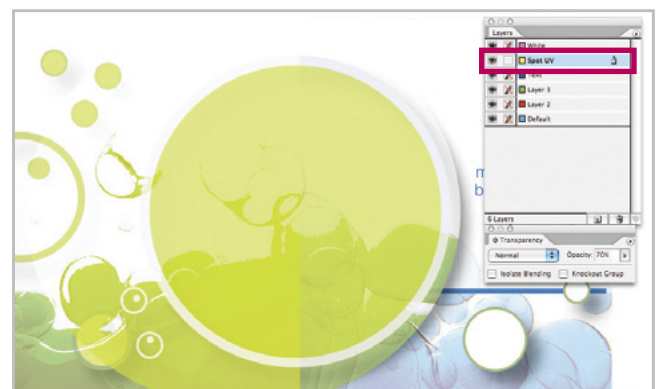 Layers
White
Spot UV
Text
Layer 3
Layer 2
Default
m
b
6 Layers
Transparency
Normal
Opacity: 70%
Isolate Blending
Knockout Group